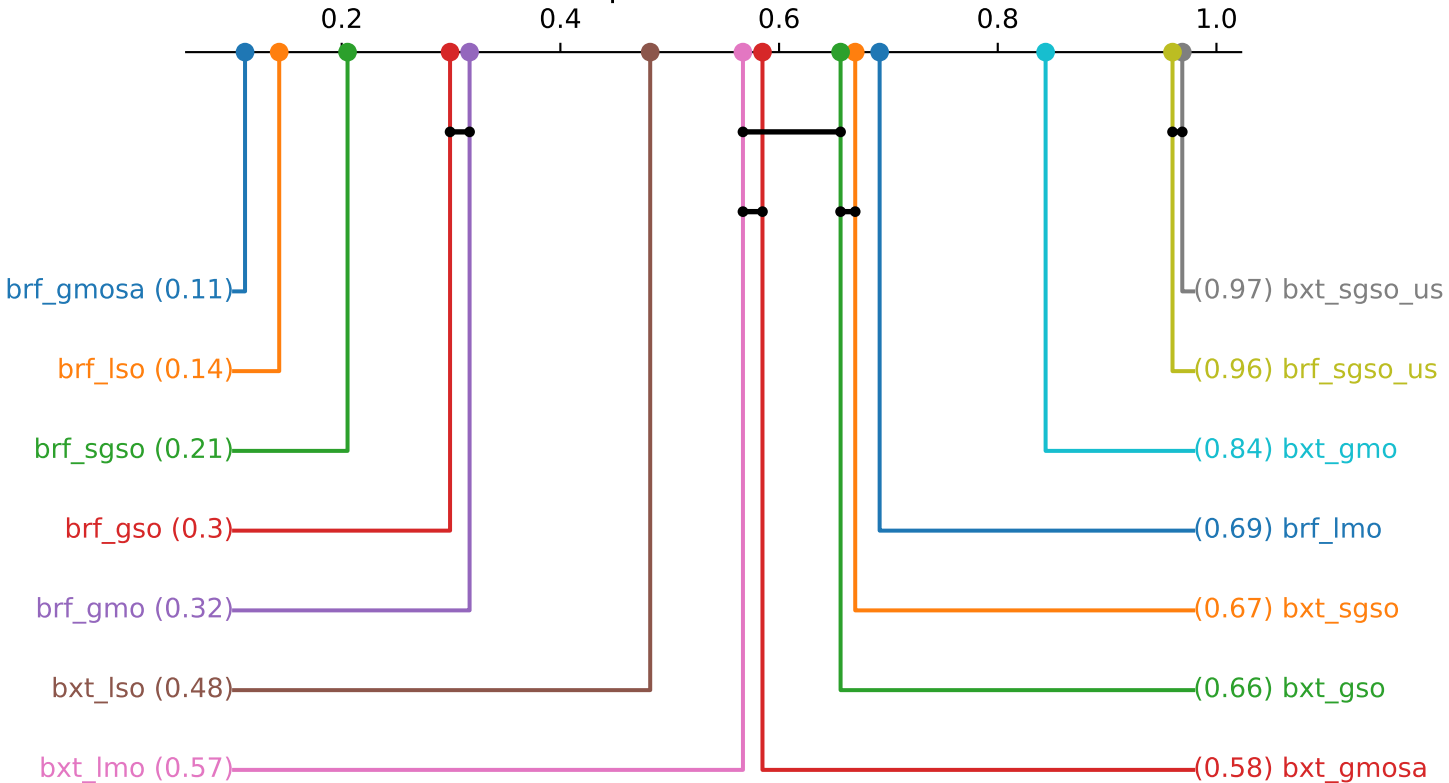 0.2 0.4 0.6 0.8 1.0
brf_gmosa (0.11) (0.97) bxt_sgso_us
brf_lso (0.14) (0.96) brf_sgso_us
brf_sgso (0.21) (0.84) bxt_gmo
brf_gso (0.3) (0.69) brf_lmo
brf_gmo (0.32) (0.67) bxt_sgso
bxt_lso (0.48) (0.66) bxt_gso
bxt_lmo (0.57) (0.58) bxt_gmosa